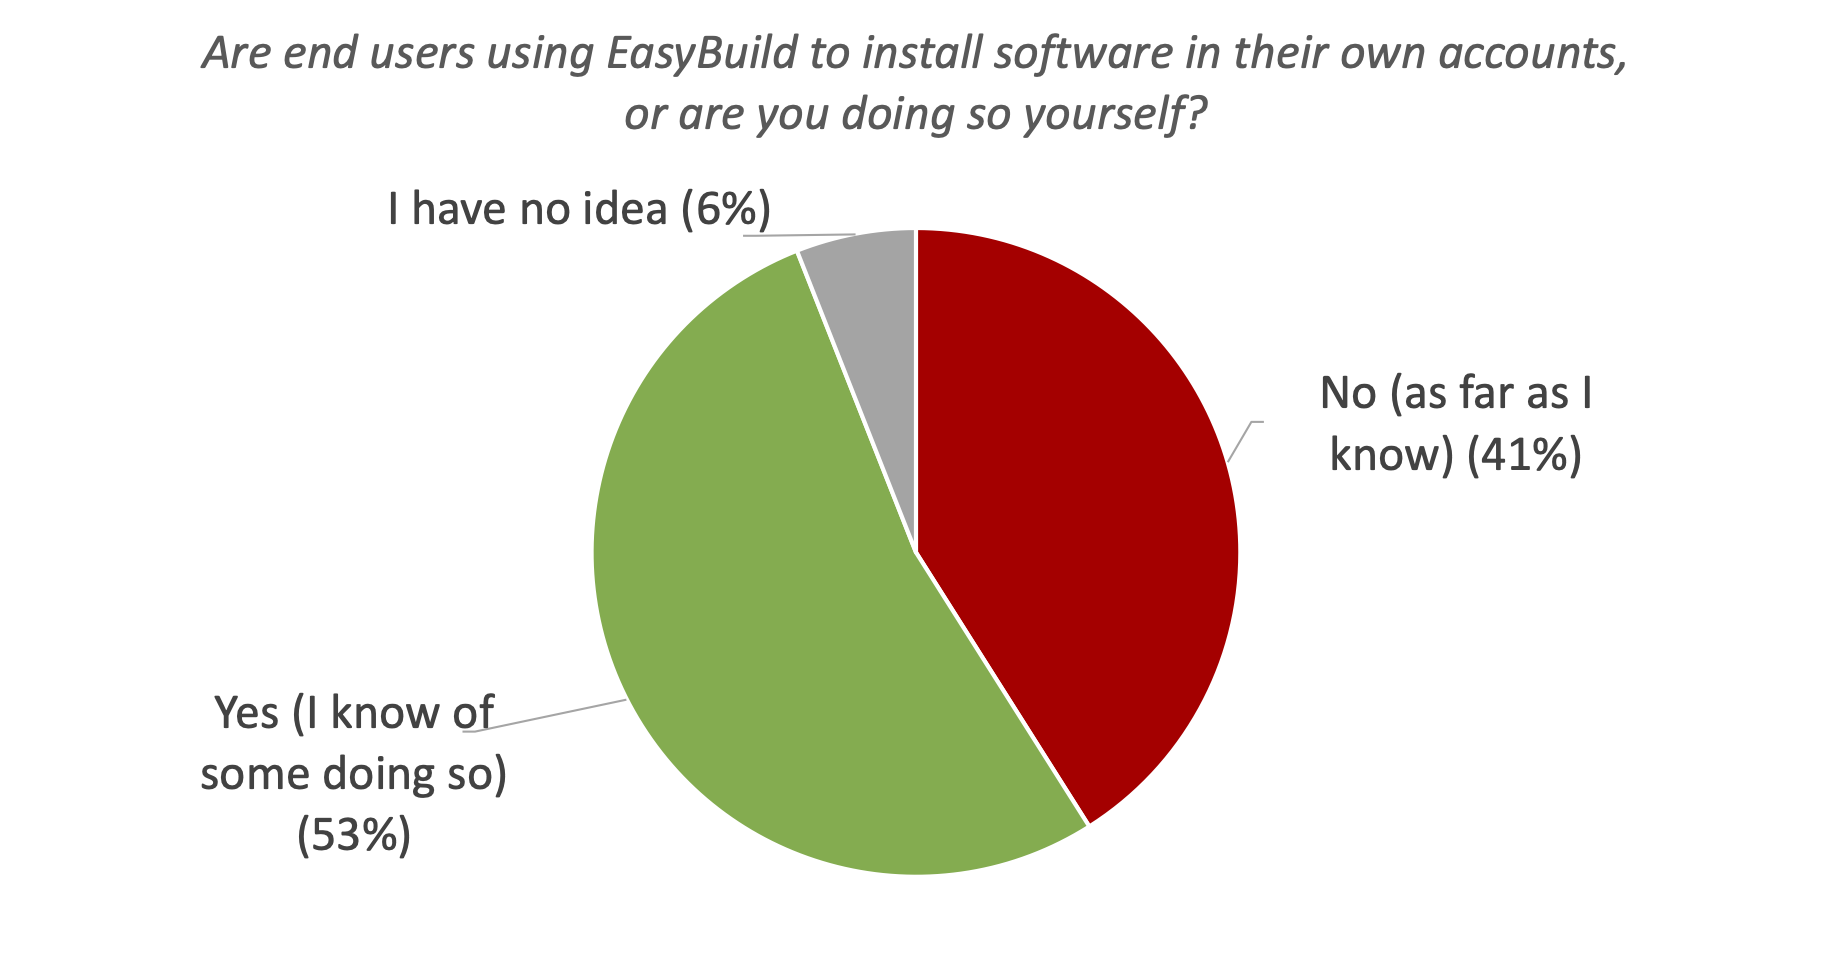 Are end users using EasyBuild to install software in their own accounts,
or are you doing so yourself?
I have no idea (6%)
No (as far as I
know) (41%)
Yes (I know of
some doing so)
(53%)